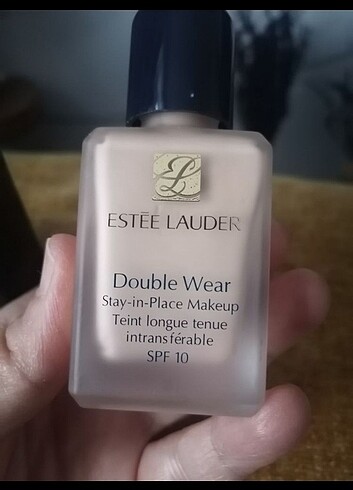 ESTĒE LAUDER
Double Wear
Stay-in-Place Makeup
Teint longue tenue
intransférable
SPF 10